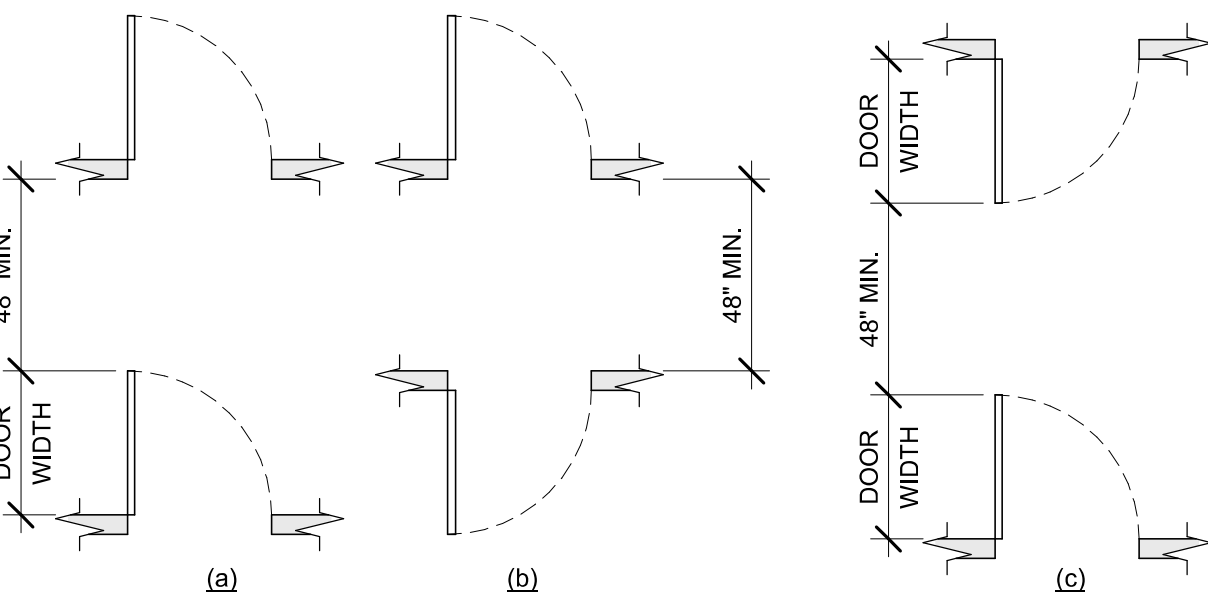 48" MIN.
DOOR
WIDTH
(a)
48" MIN.
(b)
DOOR
WIDTH
48" MIN.
DOOR
WIDTH
(c)